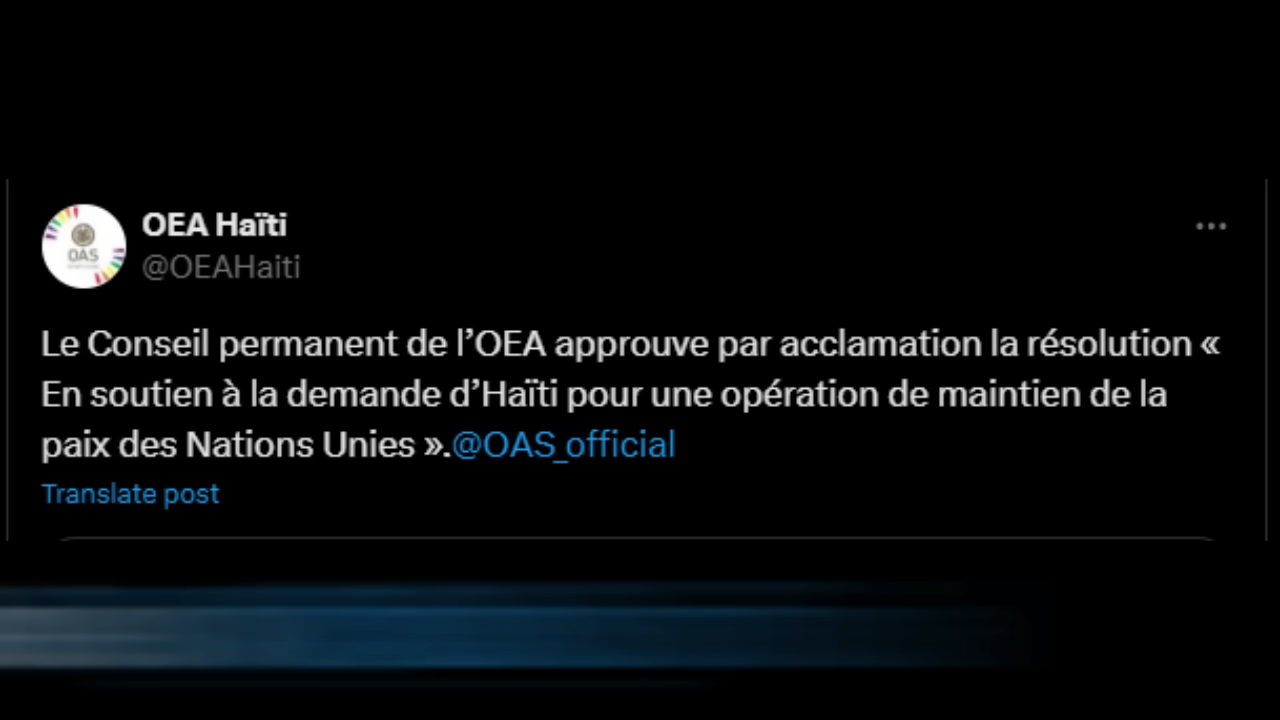 OAS
OEA Haïti
@OEAHaiti
Le Conseil permanent de l’OEA approuve par acclamation la résolution «
En soutien à la demande d’Haïti pour une opération de maintien de la
paix des Nations Unies ».@OAS_official
Translate post